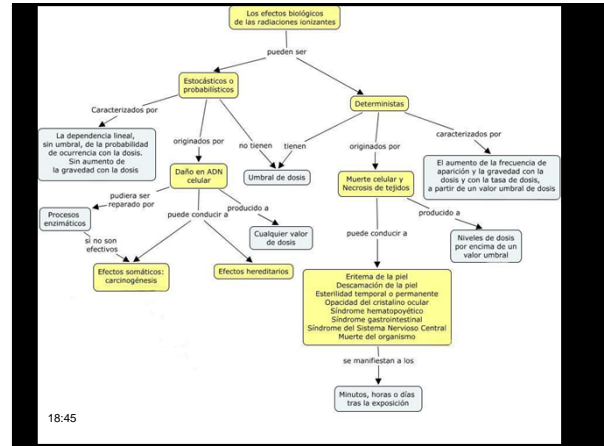 Los efectos biológicos
de las radiaciones ionizantes
pueden ser
Estocásticos o
probabilísticos
Deterministas
Caracterizados por
La dependencia lineal,
sin umbral, de la probabilidad
de ocurrencia con la dosis.
Sin aumento de
la gravedad con la dosis
originados por
no tienen
tienen
Umbral de dosis
originados por
caracterizados por
El aumento de la frecuencia de
aparición y la gravedad con la
dosis y con la tasa de dosis,
a partir de un valor umbral de dosis
Daño en ADN
celular
Muerte celular y
Necrosis de tejidos
pudiera ser
reparado por
Procesos
enzimáticos
si no son
efectivos
puede conducir a
producido a
Cualquier valor
de dosis
Efectos somáticos:
carcinogénesis
Efectos hereditarios
puede conducir a
producido a
Niveles de dosis
por encima de un
valor umbral
Eritema de la piel
Descamación de la piel
Esterilidad temporal o permanente
Opacidad del cristalino ocular
Síndrome hematopoyético
Síndrome gastrointestinal
Síndrome del Sistema Nervioso Central
Muerte del organismo
se manifiestan a los
Minutos, horas o días
tras la exposición
18:45